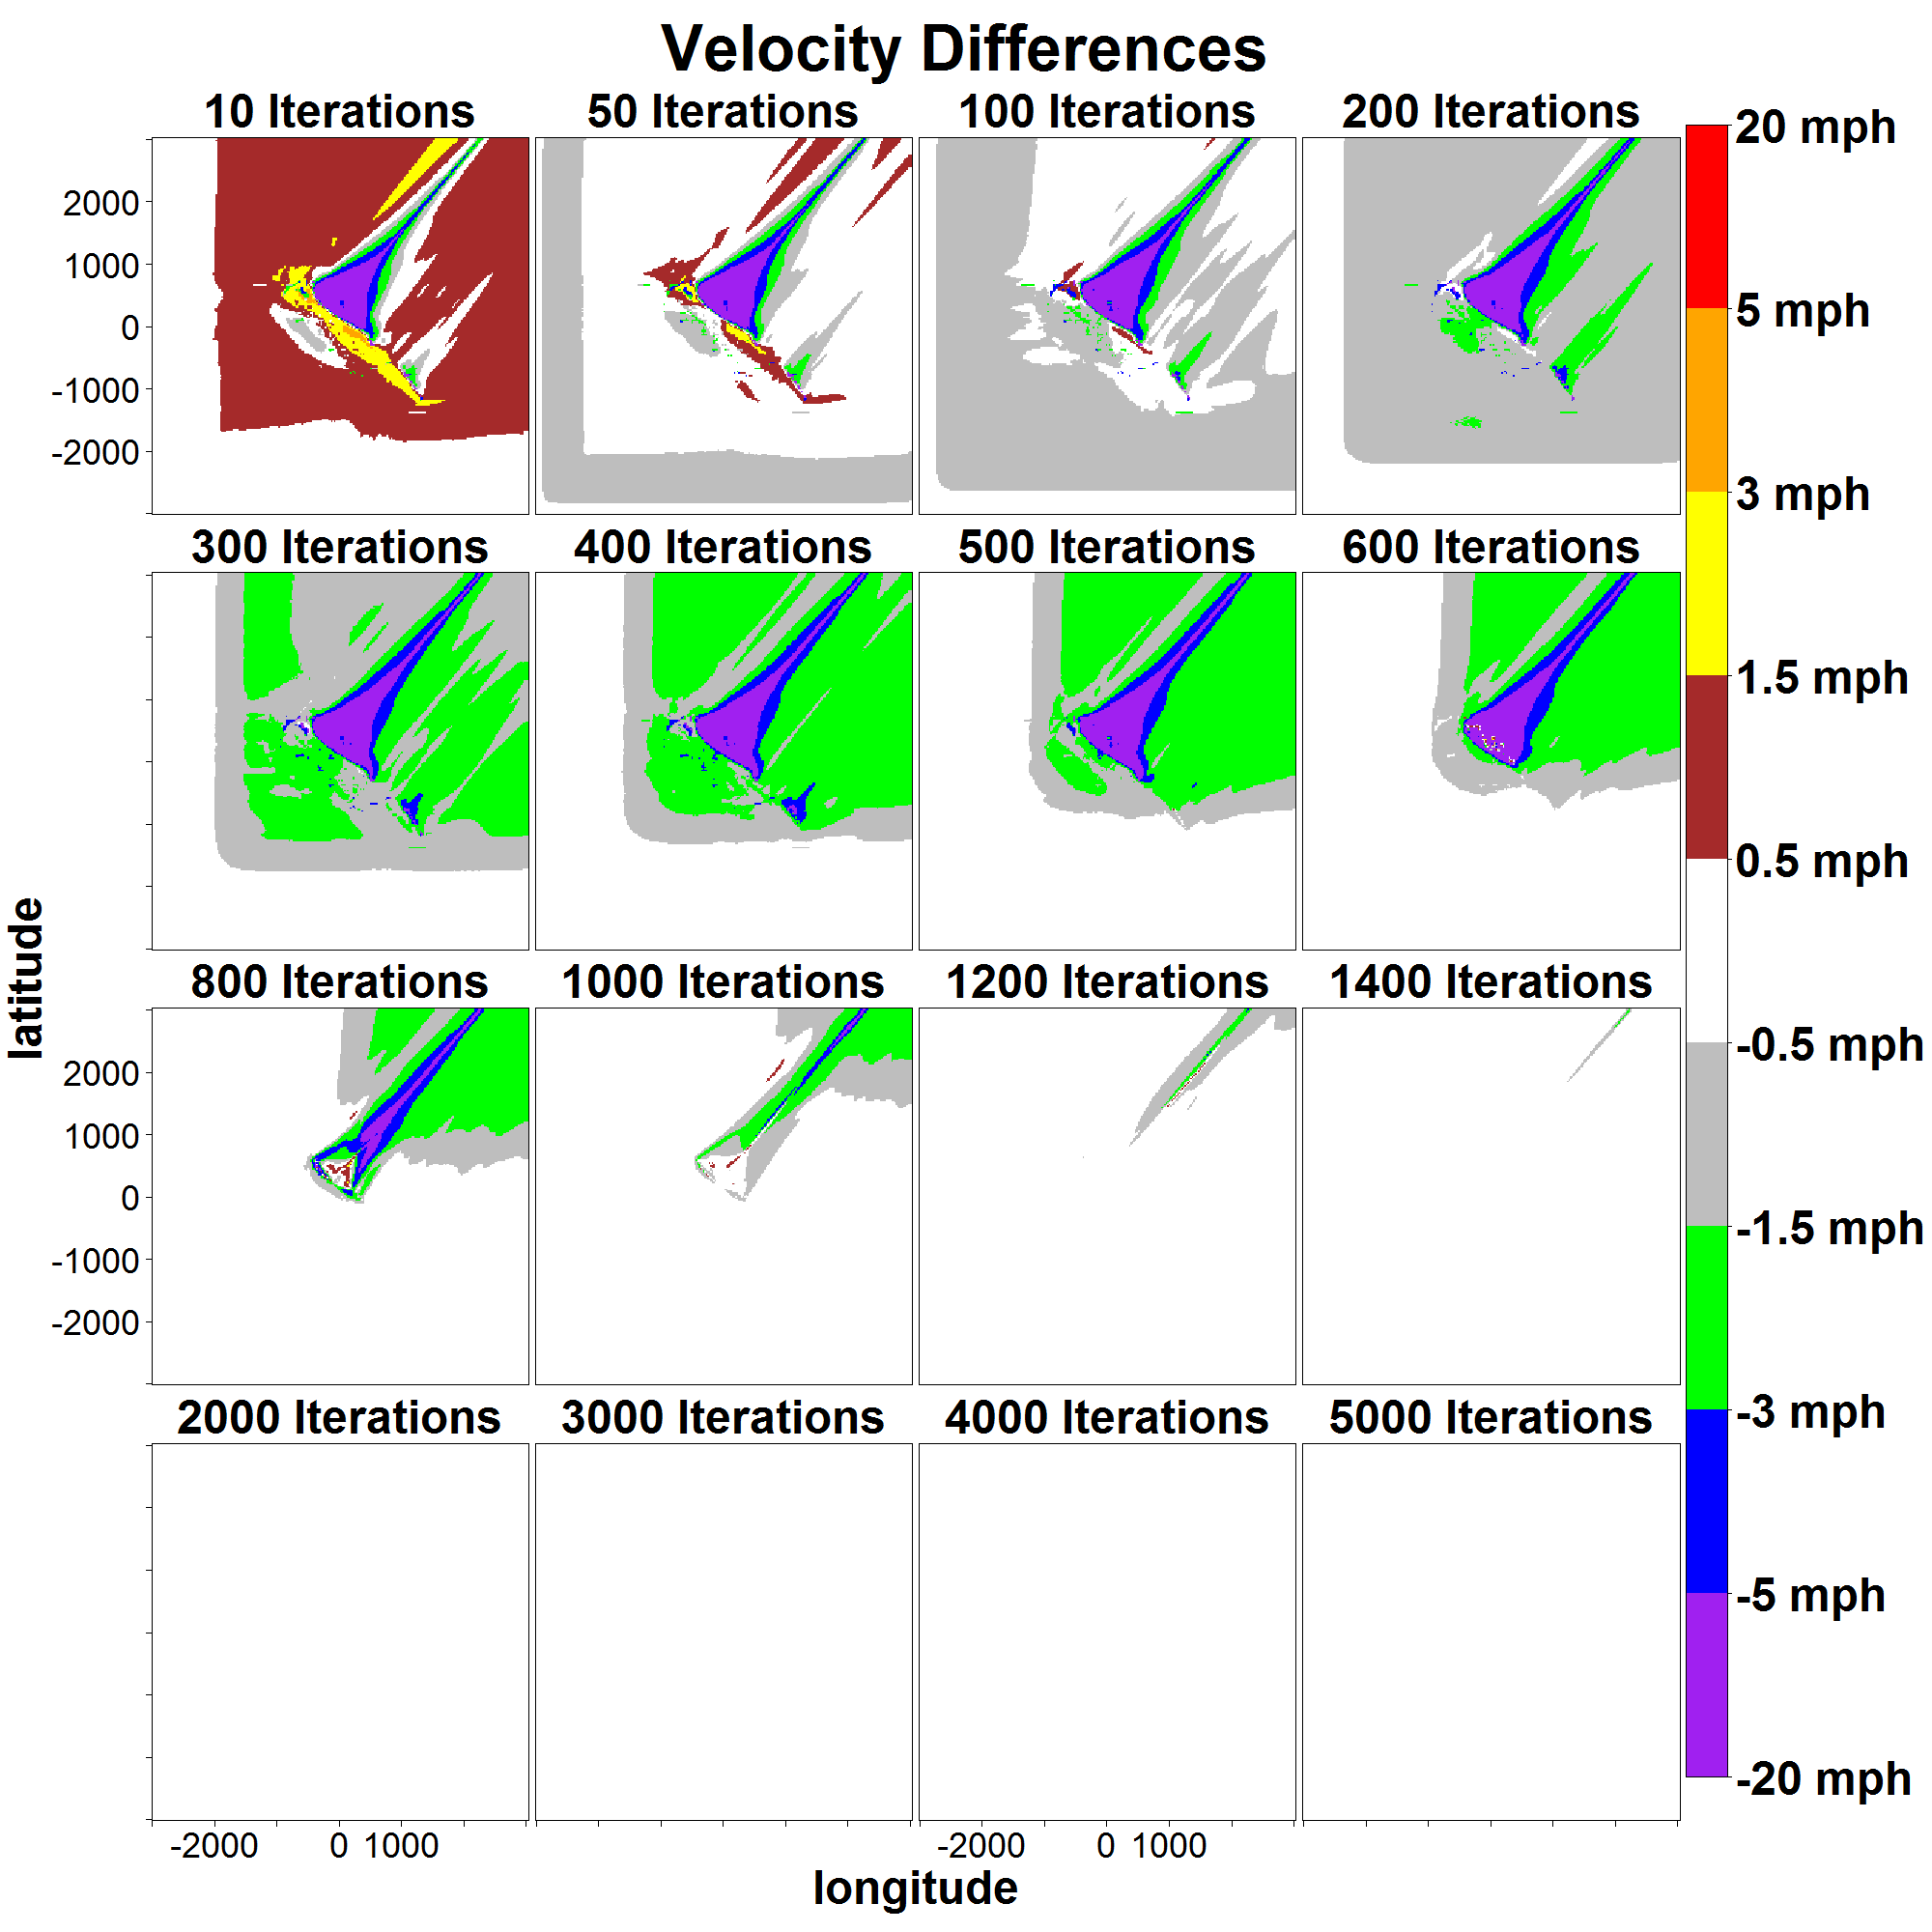 Velocity Differences
10 Iterations
50 Iterations
100 Iterations
200 Iterations
2000
1000
0
-1000
-2000
300 Iterations
400 Iterations
500 Iterations
600 Iterations
800 Iterations
1000 Iterations
1200 Iterations
1400 Iterations
2000
1000
0
-1000
-2000
2000 Iterations
3000 Iterations
4000 Iterations
5000 Iterations
-2000 0 1000
-2000 0 1000
longitude
latitude
20 mph
5 mph
3 mph
1.5 mph
0.5 mph
-0.5 mph
-1.5 mph
-3 mph
-5 mph
-20 mph